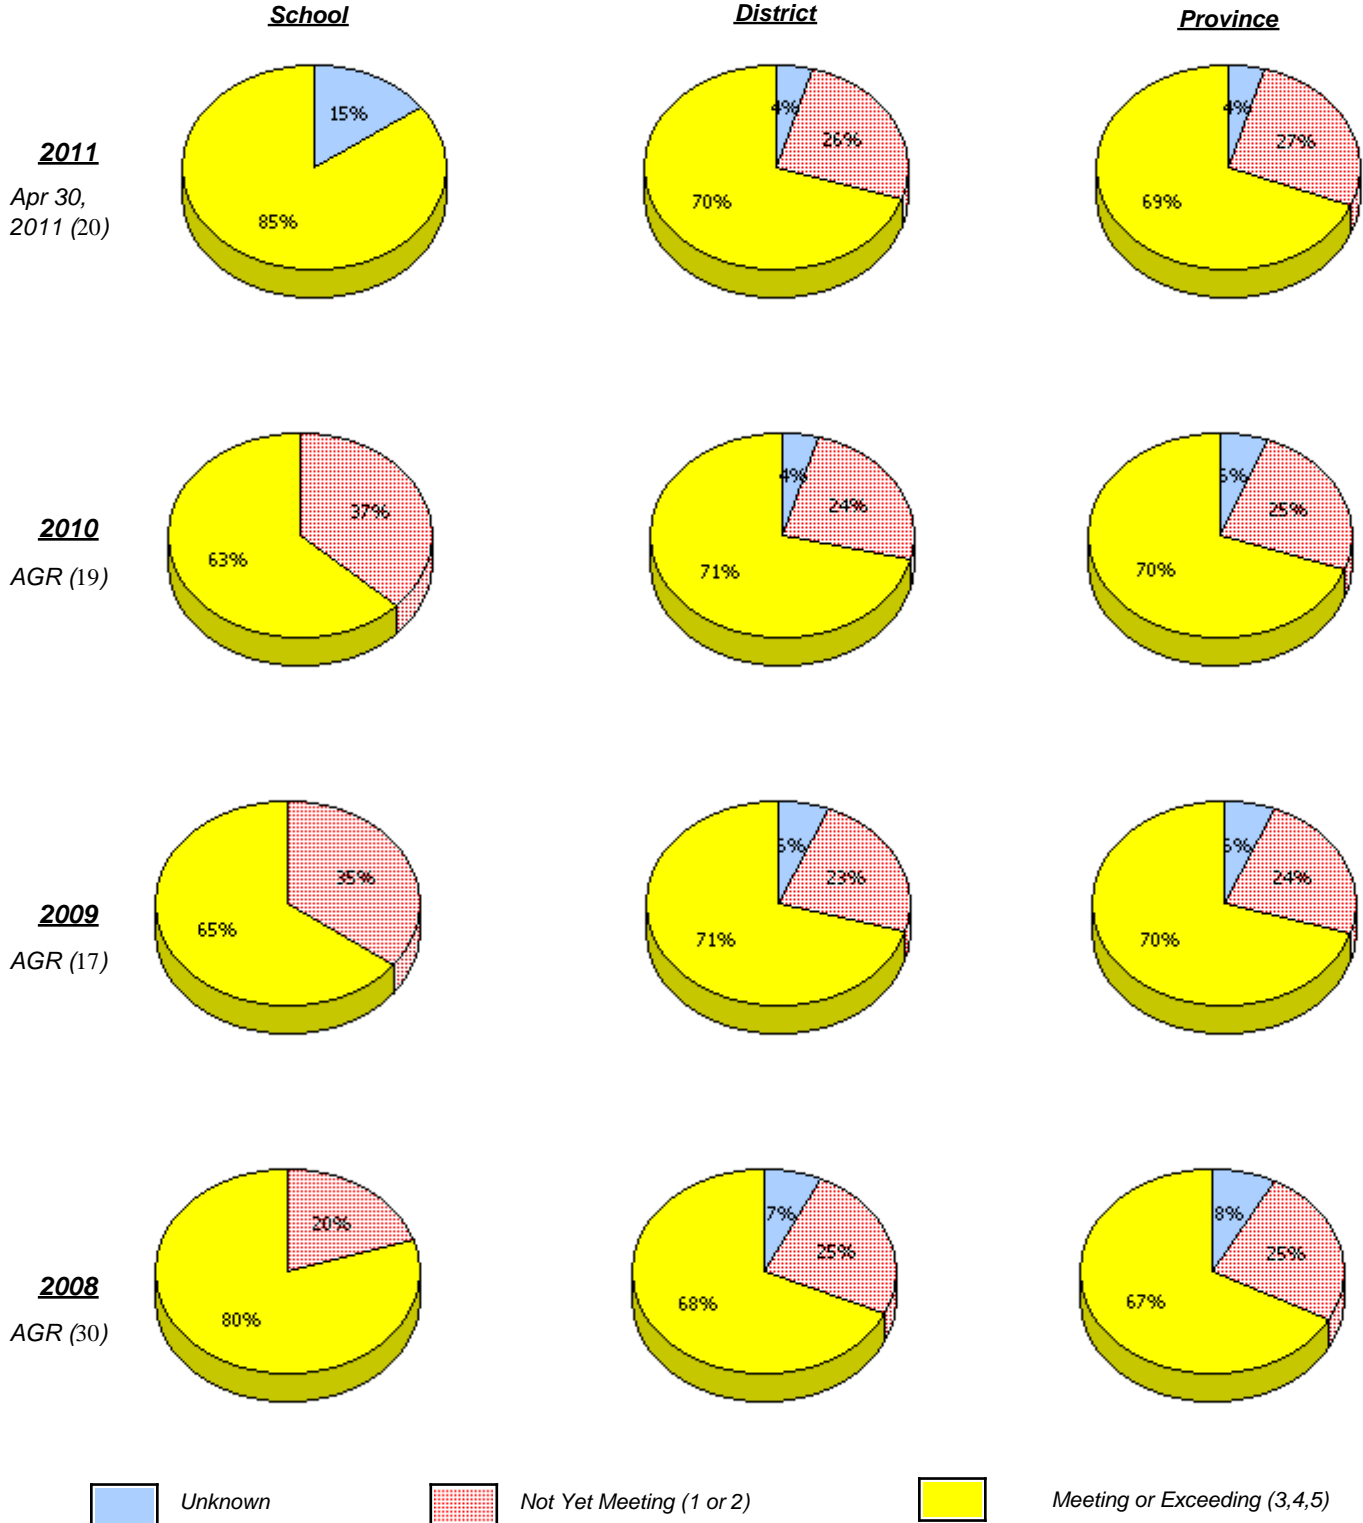 School District Province
15% 4% 4%
2011
26% 27%
Apr 30,
2011 (20)
85% 70% 69%
37% 4% 24% 25%
2010
AGR (19)
63% 71% 70%
35% 23% 24%
2009
AGR (17)
65% 71% 70%
20% 7% 25% 8% 25%
2008
AGR (30)
80% 68% 67%
Unknown Not Yet Meeting (1 or 2) Meeting or Exceeding (3,4,5)